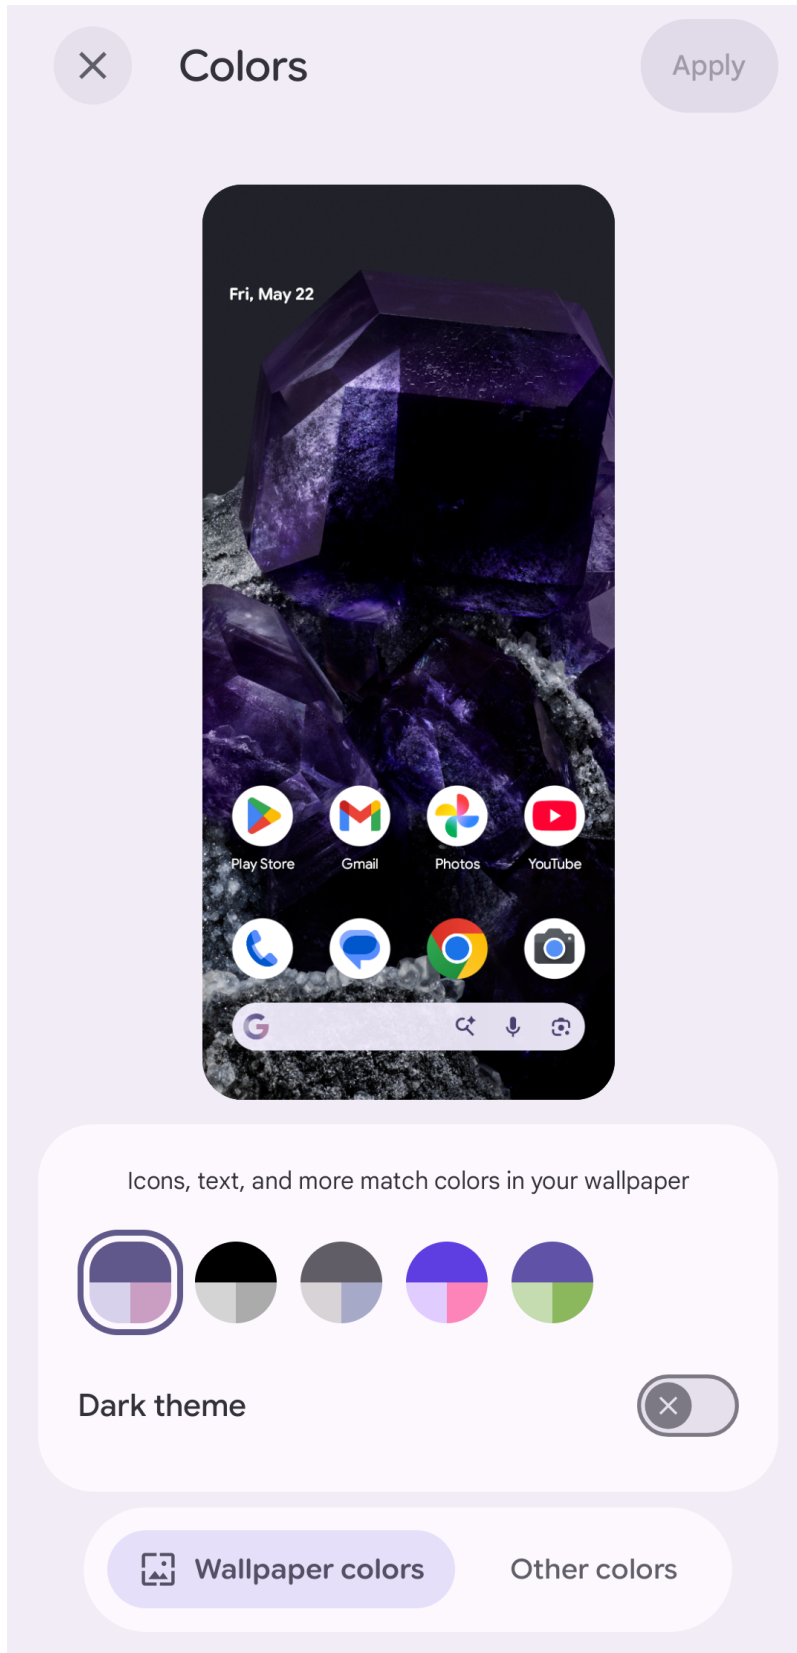 Colors
Apply
Fri, May 22
Play Store
Gmail
Photos
YouTube
Icons, text, and more match colors in your wallpaper
Dark theme
Wallpaper colors
Other colors